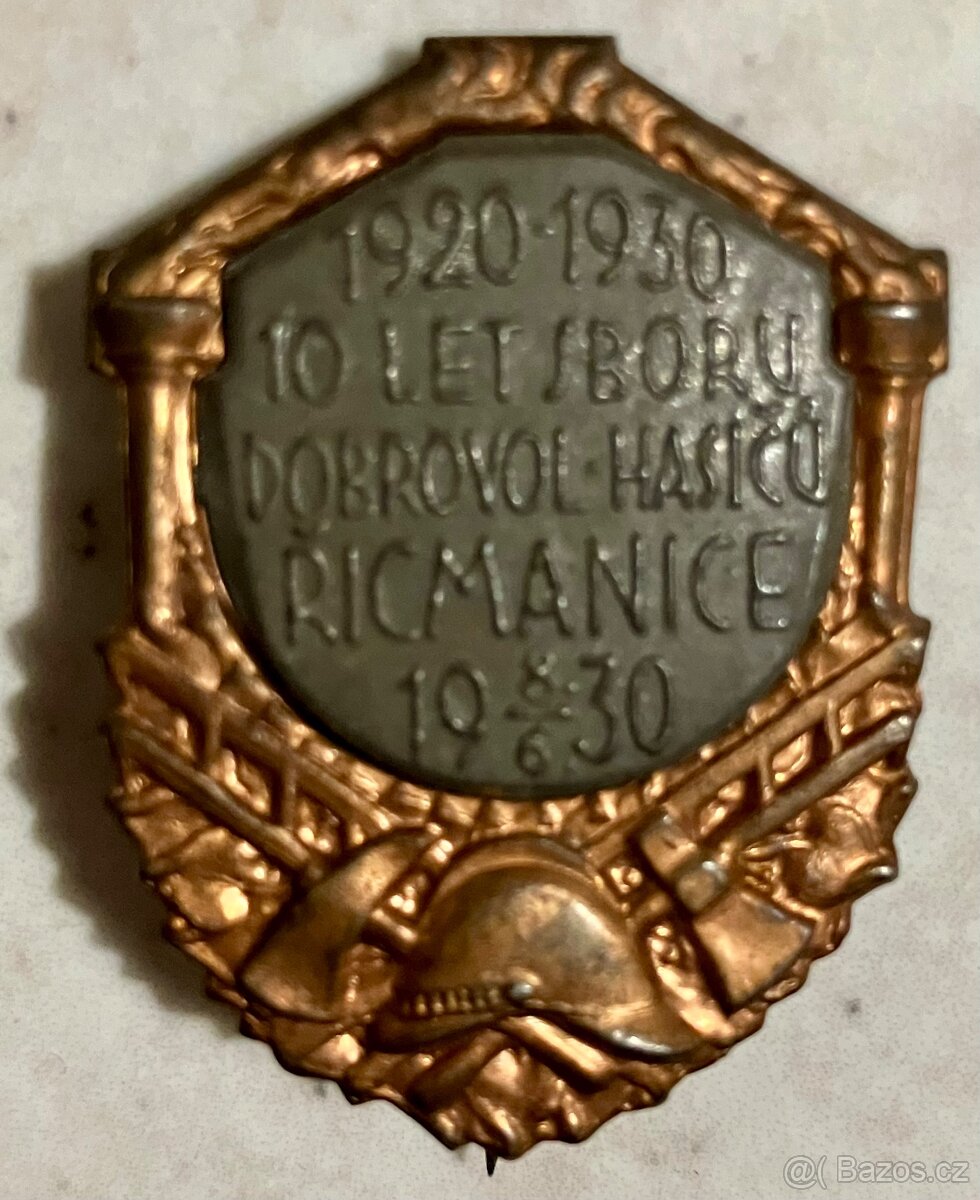 1920-1930
10 LET SBORU
DOBROVOL·HASIČŮ
ŘICMANICE
19 8/6 30
@( Bazos.cz